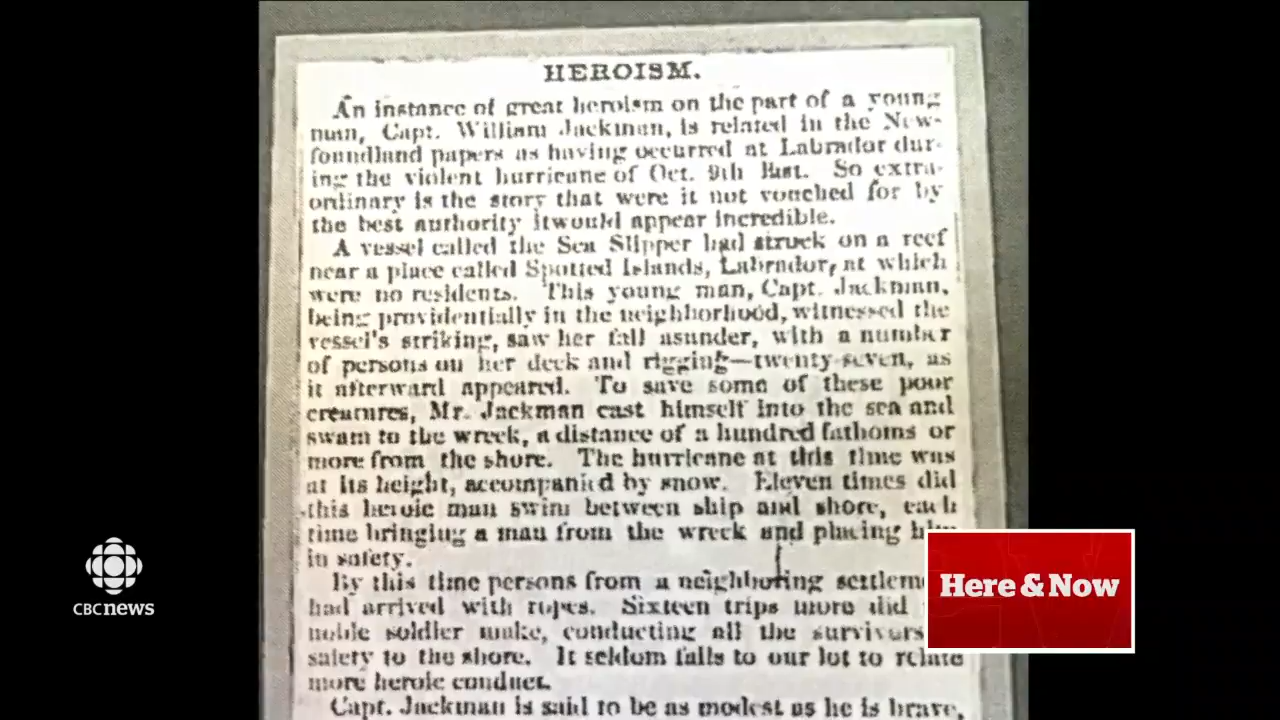 HEROISM.
An instance of great heroism on the part of a young
man, Capt. William Jackman, is related in the New-
foundland papers as having occurred at Labrador dur-
ing the violent hurricane of Oct. 9th last. So extra-
ordinary is the story that were it not vouched for by
the best authority itwould appear incredible.
A vessel called the Sea Slipper had struck on a reef
near a place called Spotted Islands, Labrador, at which
were no residents. This young man, Capt. Jackman,
being providentially in the neighborhood, witnessed the
vessel's striking, saw her fall asunder, with a number
of persons on her deck and rigging—twenty-seven, as
it afterward appeared. To save some of these poor
creatures, Mr. Jackman cast himself into the sea and
swam to the wreck, a distance of a hundred fathoms or
more from the shore. The hurricane at this time was
at its height, accompanied by snow. Eleven times did
this heroic man swim between ship and shore, each
time bringing a man from the wreck and placing
in safety.
By this time persons from a neighboring
had arrived with ropes. Sixteen trips more did
noble soldier make, conducting all the survivors
safety to the shore. It seldom falls to our lot to relate
more heroic conduct.
Capt. Jackman is said to be as modest as he is brave,
CBCnews
Here & Now